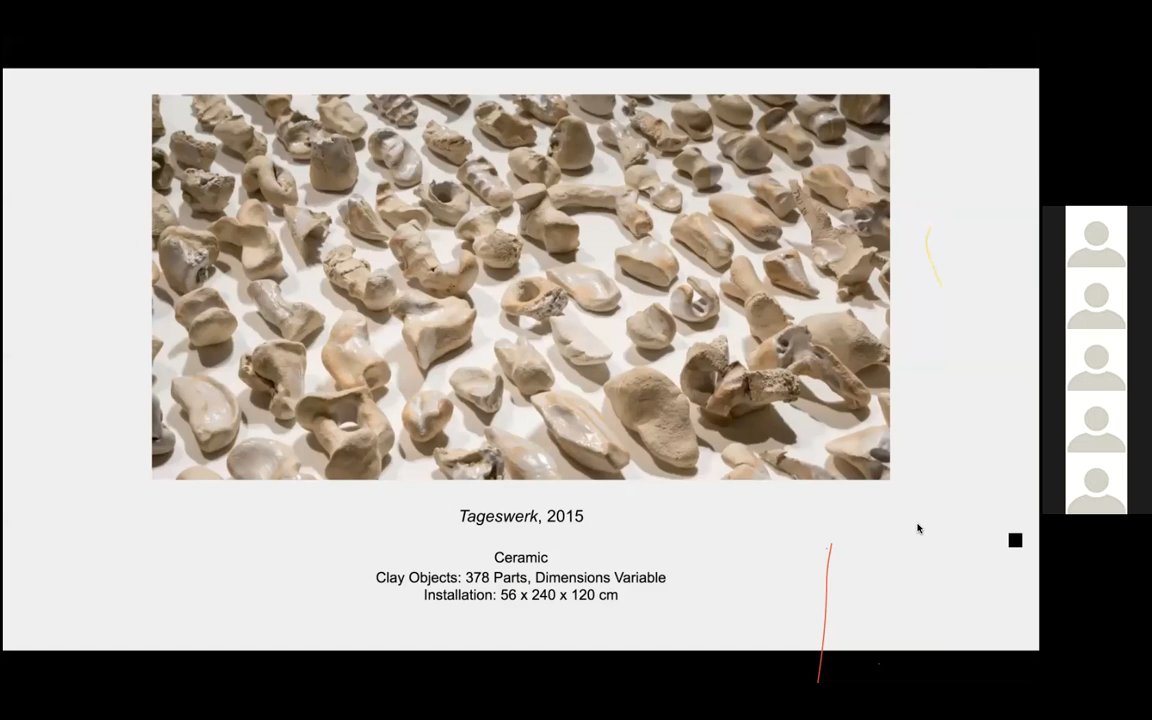 Tageswerk, 2015
Ceramic
Clay Objects: 378 Parts, Dimensions Variable
Installation: 56 x 240 x 120 cm